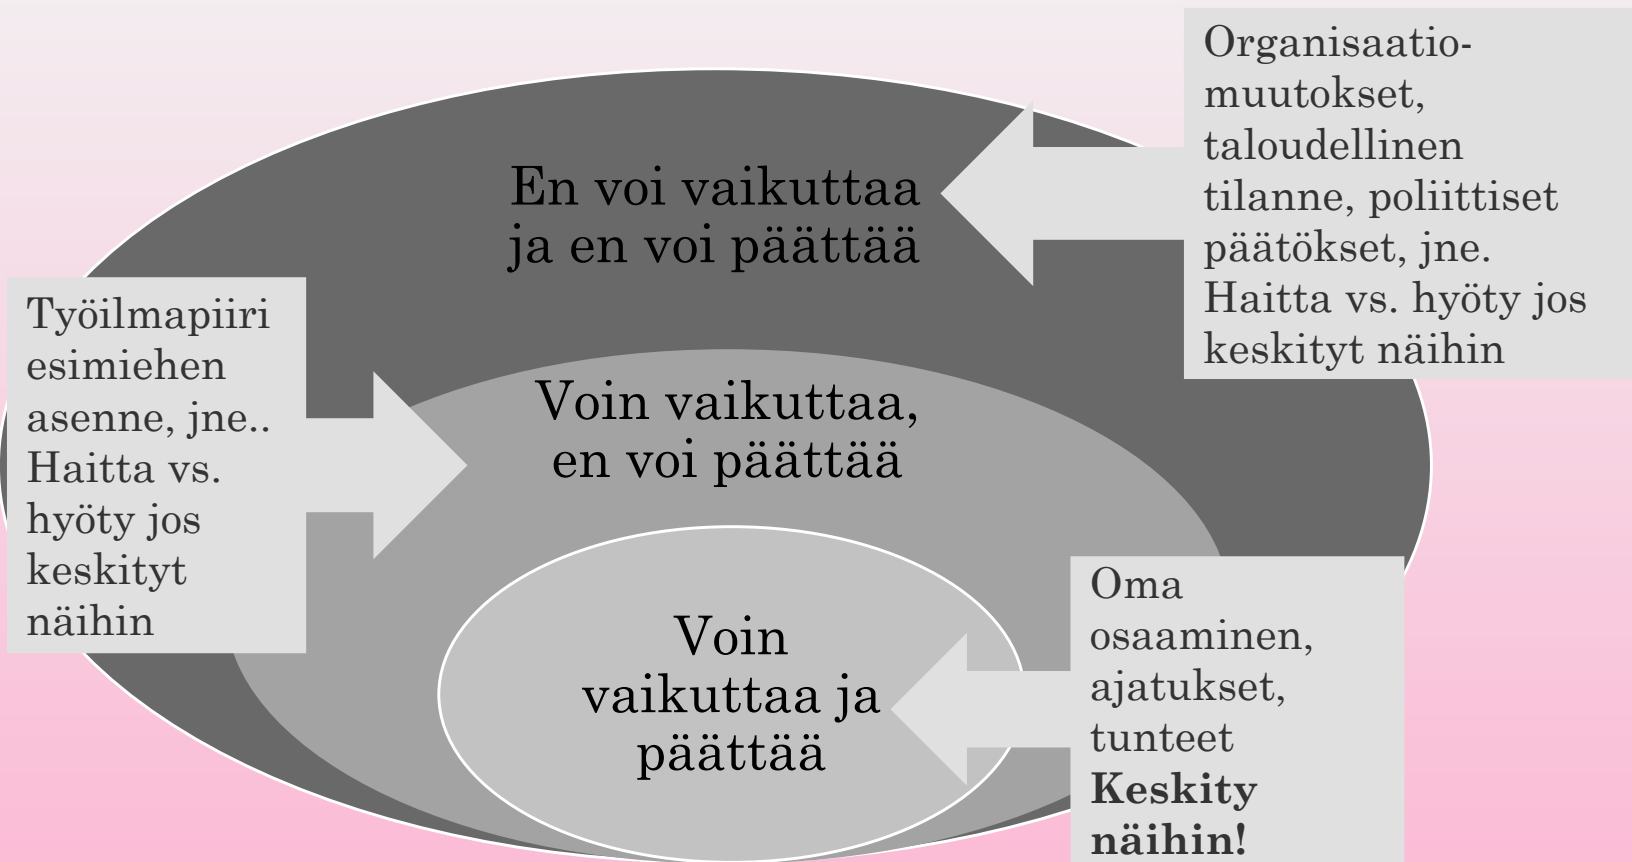 Organisaatio-
muutokset,
taloudellinen
tilanne, poliittiset
päätökset, jne.
Haitta vs. hyöty jos
keskityt näihin
En voi vaikuttaa
ja en voi päättää
Työilmapiiri
esimiehen
asenne, jne..
Haitta vs.
hyöty jos
keskityt
näihin
Voin vaikuttaa,
en voi päättää
Voin
vaikuttaa ja
päättää
Oma
osaaminen,
ajatukset,
tunteet
Keskity
näihin!